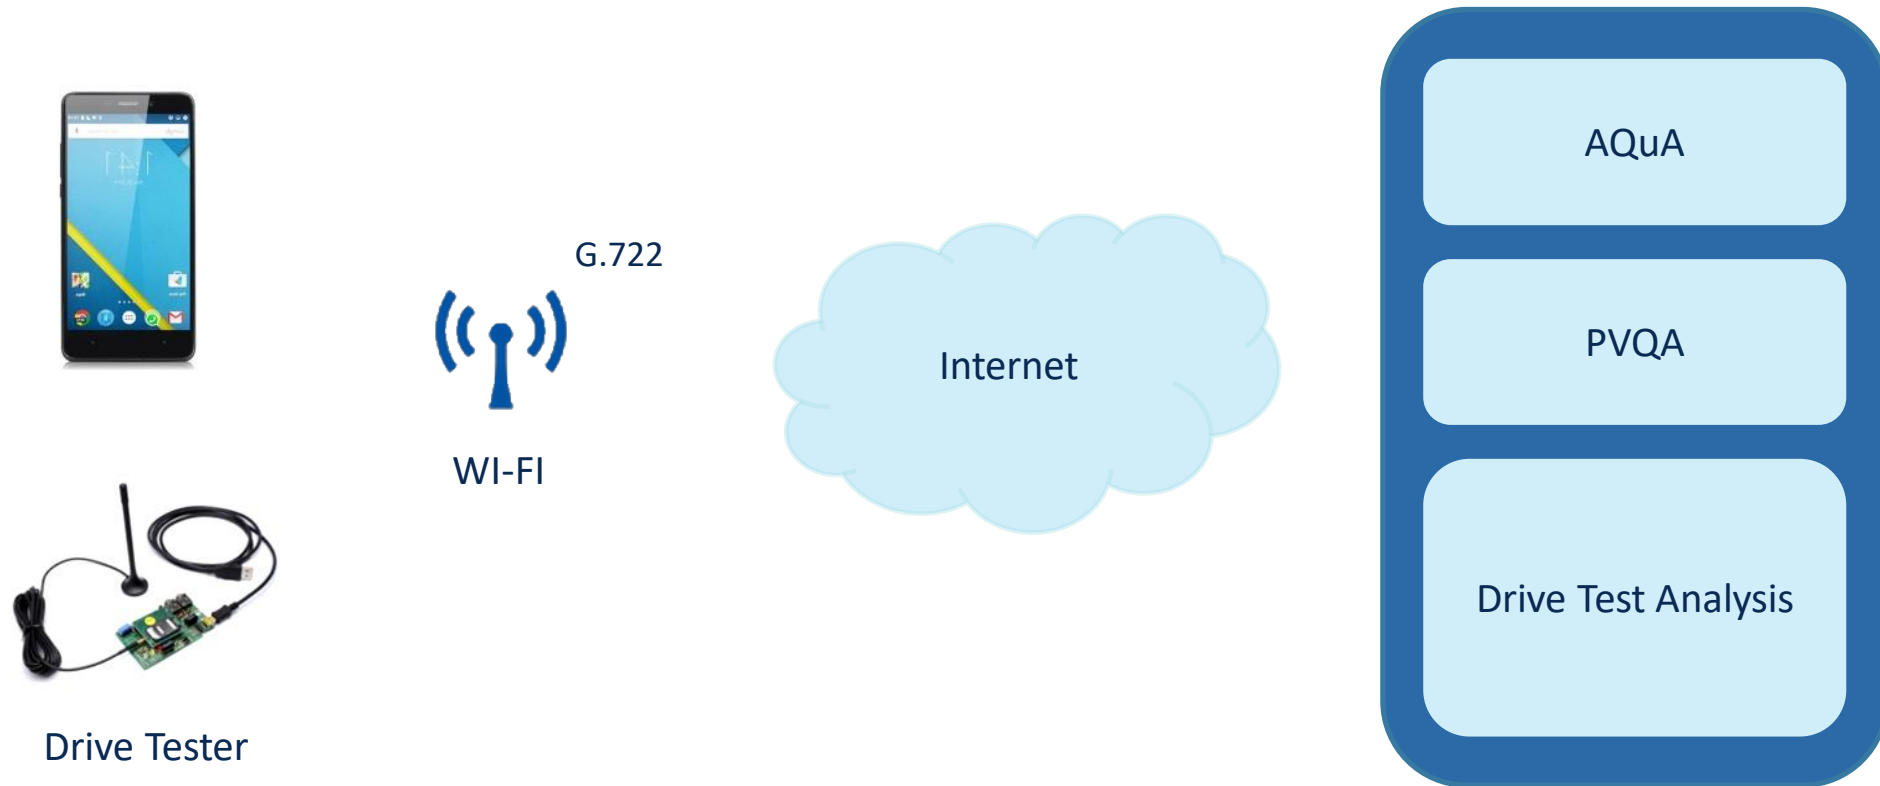 AQuA
G.722
PVQA
Internet
WI-FI
Drive Test Analysis
Drive Tester